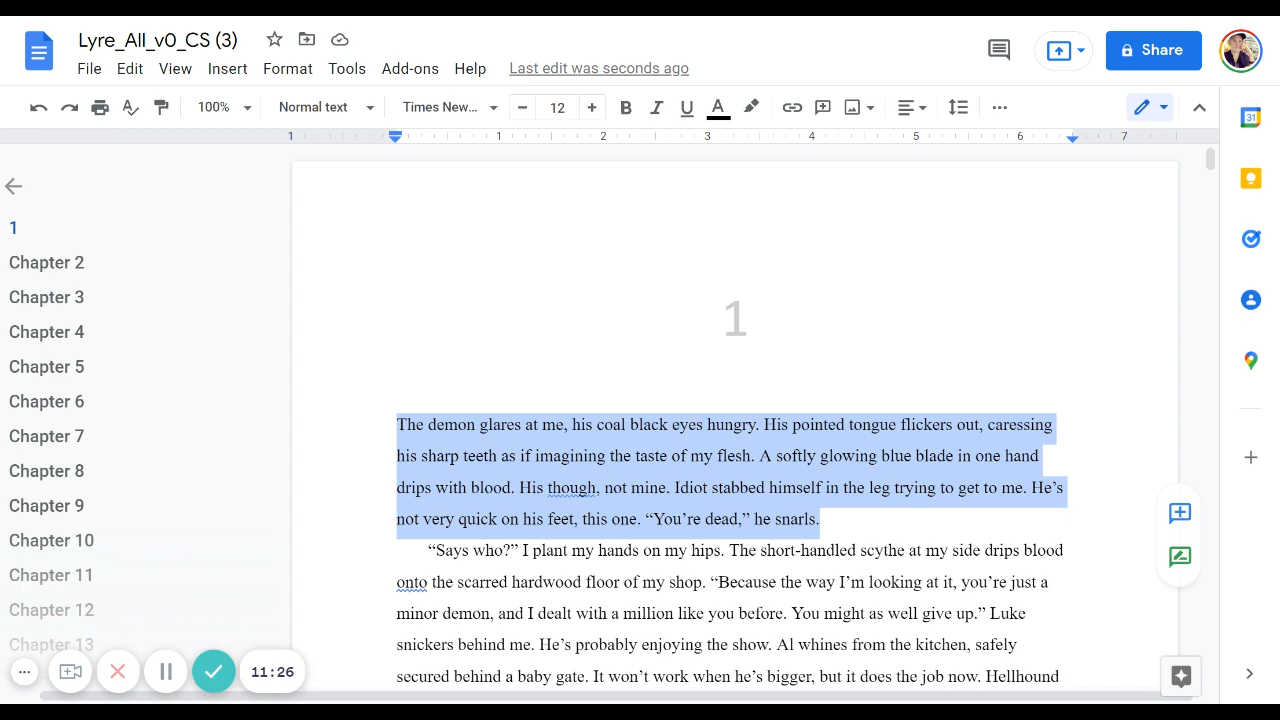 Lyre_All_v0_CS (3)
File Edit View Insert Format Tools Add-ons Help Last edit was seconds ago
Share
100% Normal text Times New... − 12 + B I U A
1 1 2 3 4 5 6 7
31
1
Chapter 2
Chapter 3
Chapter 4
Chapter 5
Chapter 6
Chapter 7
Chapter 8
Chapter 9
Chapter 10
Chapter 11
Chapter 12
Chapter 13
11:26
1
The demon glares at me, his coal black eyes hungry. His pointed tongue flickers out, caressing
his sharp teeth as if imagining the taste of my flesh. A softly glowing blue blade in one hand
drips with blood. His though, not mine. Idiot stabbed himself in the leg trying to get to me. He’s
not very quick on his feet, this one. “You’re dead,” he snarls.
“Says who?” I plant my hands on my hips. The short-handled scythe at my side drips blood
onto the scarred hardwood floor of my shop. “Because the way I’m looking at it, you’re just a
minor demon, and I dealt with a million like you before. You might as well give up.” Luke
snickers behind me. He’s probably enjoying the show. Al whines from the kitchen, safely
secured behind a baby gate. It won’t work when he’s bigger, but it does the job now. Hellhound